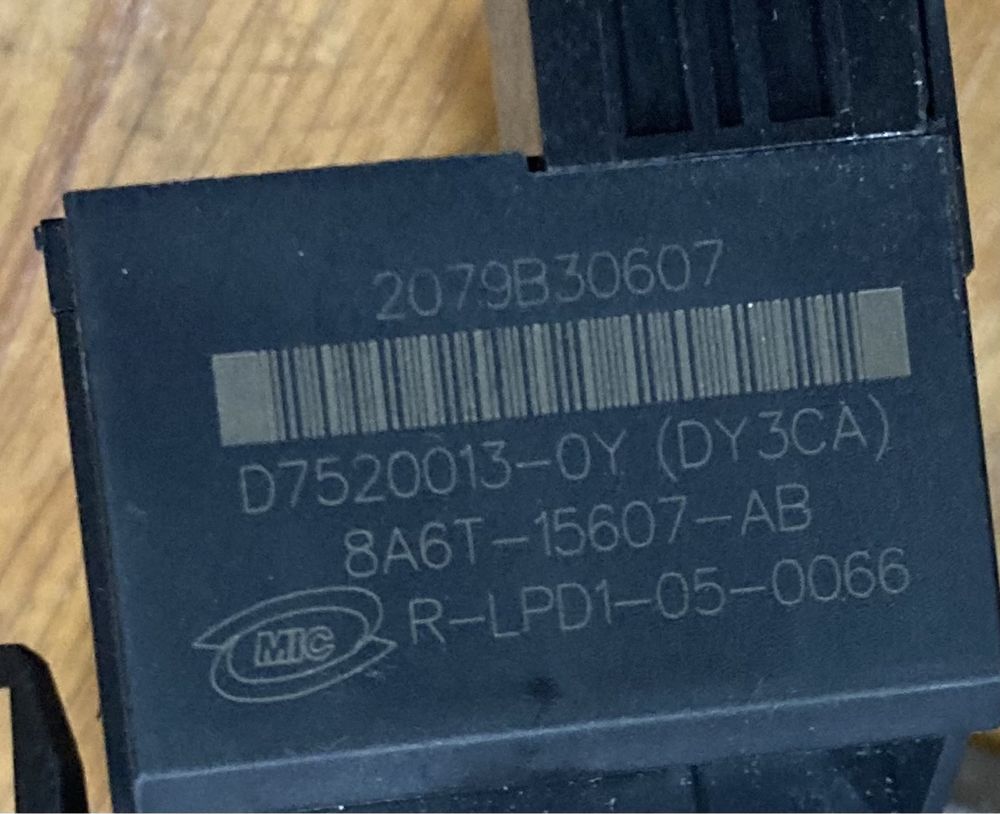 2079B30607
D7520013-0Y (DY3CA)
8A6T-15607-AB
MIC R-LPD1-05-0066